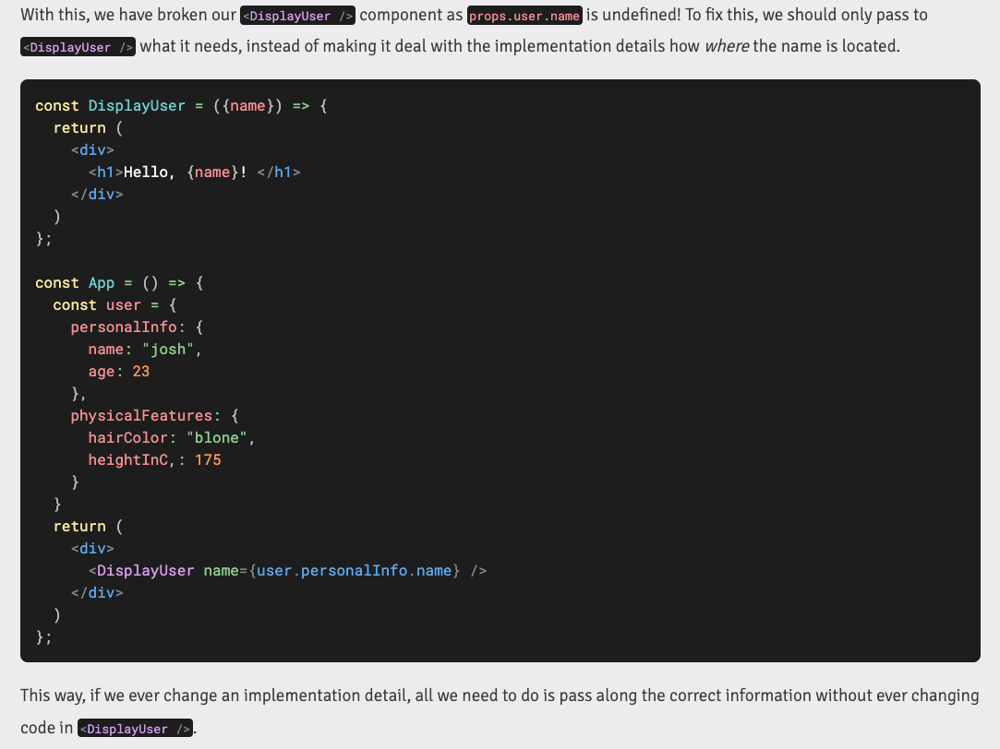 With this, we have broken our <DisplayUser /> component as props.user.name is undefined! To fix this, we should only pass to
<DisplayUser /> what it needs, instead of making it deal with the implementation details how where the name is located.
const DisplayUser = ({name}) => {
  return (
    <div>
      <h1>Hello, {name}! </h1>
    </div>
  )
};

const App = () => {
  const user = {
    personalInfo: {
      name: "josh",
      age: 23
    },
    physicalFeatures: {
      hairColor: "blone",
      heightInC,: 175
    }
  }
  return (
    <div>
      <DisplayUser name={user.personalInfo.name} />
    </div>
  )
};
This way, if we ever change an implementation detail, all we need to do is pass along the correct information without ever changing
code in <DisplayUser />.